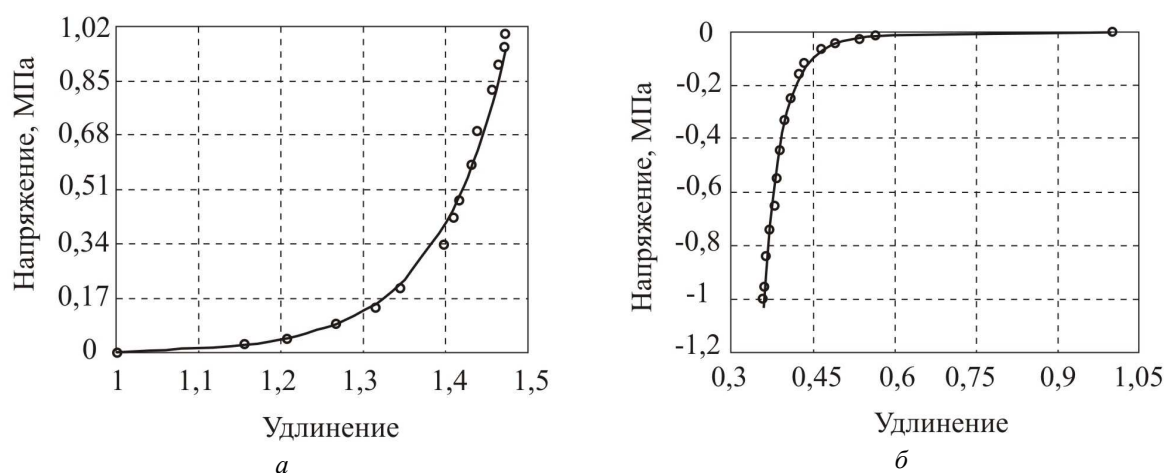 Напряжение, МПа
1,02
0,85
0,68
0,51
0,34
0,17
0
1 1,1 1,2 1,3 1,4 1,5
Удлинение
а
Напряжение, МПа
0
-0,2
-0,4
-0,6
-0,8
-1
-1,2
0,3 0,45 0,6 0,75 0,9 1,05
Удлинение
б